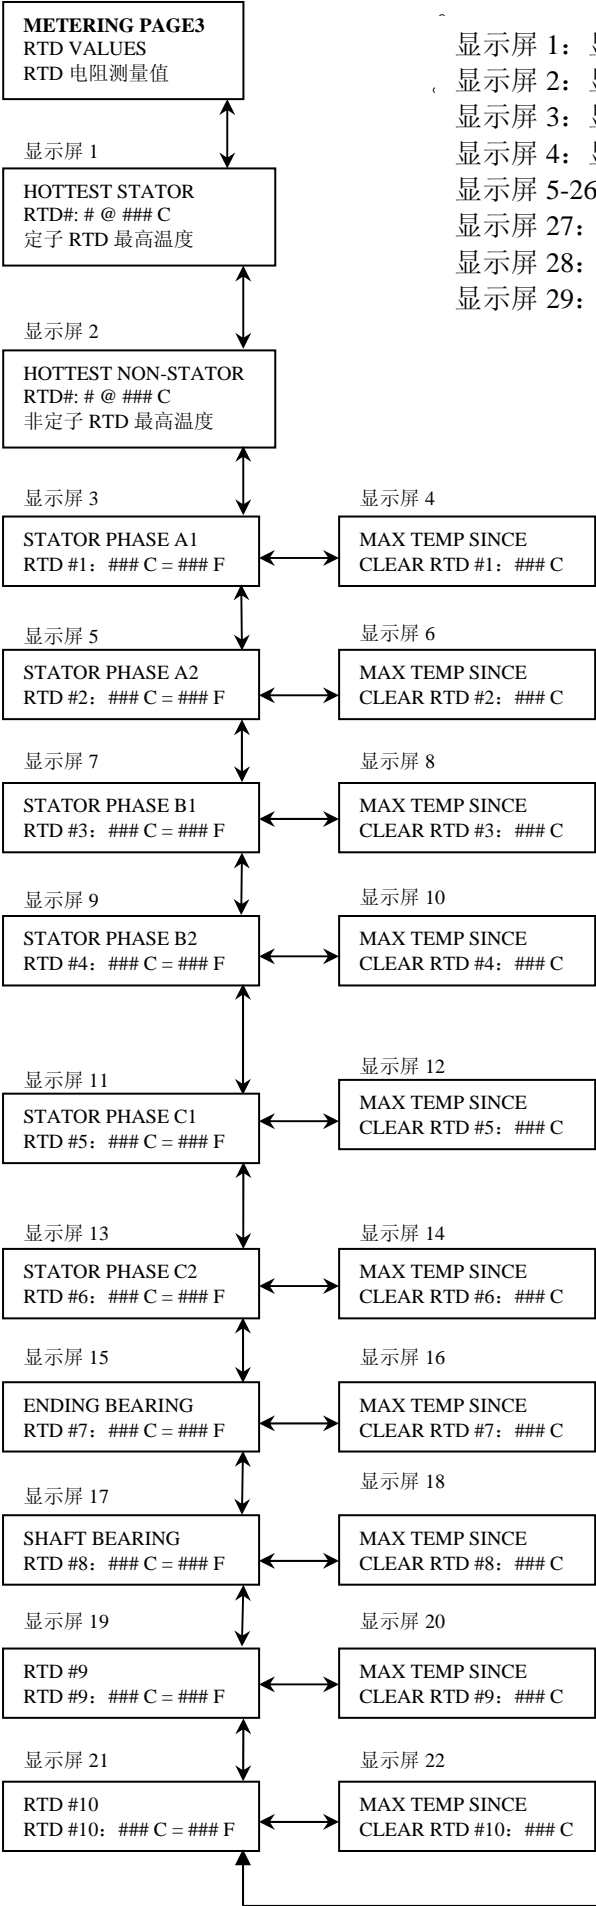 METERING PAGE3
RTD VALUES
RTD 电阻测量值
显示屏 1：
显示屏 2：
显示屏 3：
显示屏 4：
显示屏 5-26
显示屏 27：
显示屏 28：
显示屏 29：
显示屏 1
HOTTEST STATOR
RTD#: # @ ### C
定子 RTD 最高温度
显示屏 2
HOTTEST NON-STATOR
RTD#: # @ ### C
非定子 RTD 最高温度
显示屏 3
STATOR PHASE A1
RTD #1：### C = ### F
显示屏 4
MAX TEMP SINCE
CLEAR RTD #1：### C
显示屏 5
STATOR PHASE A2
RTD #2：### C = ### F
显示屏 6
MAX TEMP SINCE
CLEAR RTD #2：### C
显示屏 7
STATOR PHASE B1
RTD #3：### C = ### F
显示屏 8
MAX TEMP SINCE
CLEAR RTD #3：### C
显示屏 9
STATOR PHASE B2
RTD #4：### C = ### F
显示屏 10
MAX TEMP SINCE
CLEAR RTD #4：### C
显示屏 11
STATOR PHASE C1
RTD #5：### C = ### F
显示屏 12
MAX TEMP SINCE
CLEAR RTD #5：### C
显示屏 13
STATOR PHASE C2
RTD #6：### C = ### F
显示屏 14
MAX TEMP SINCE
CLEAR RTD #6：### C
显示屏 15
ENDING BEARING
RTD #7：### C = ### F
显示屏 16
MAX TEMP SINCE
CLEAR RTD #7：### C
显示屏 17
SHAFT BEARING
RTD #8：### C = ### F
显示屏 18
MAX TEMP SINCE
CLEAR RTD #8：### C
显示屏 19
RTD #9
RTD #9：### C = ### F
显示屏 20
MAX TEMP SINCE
CLEAR RTD #9：### C
显示屏 21
RTD #10
RTD #10：### C = ### F
显示屏 22
MAX TEMP SINCE
CLEAR RTD #10：### C